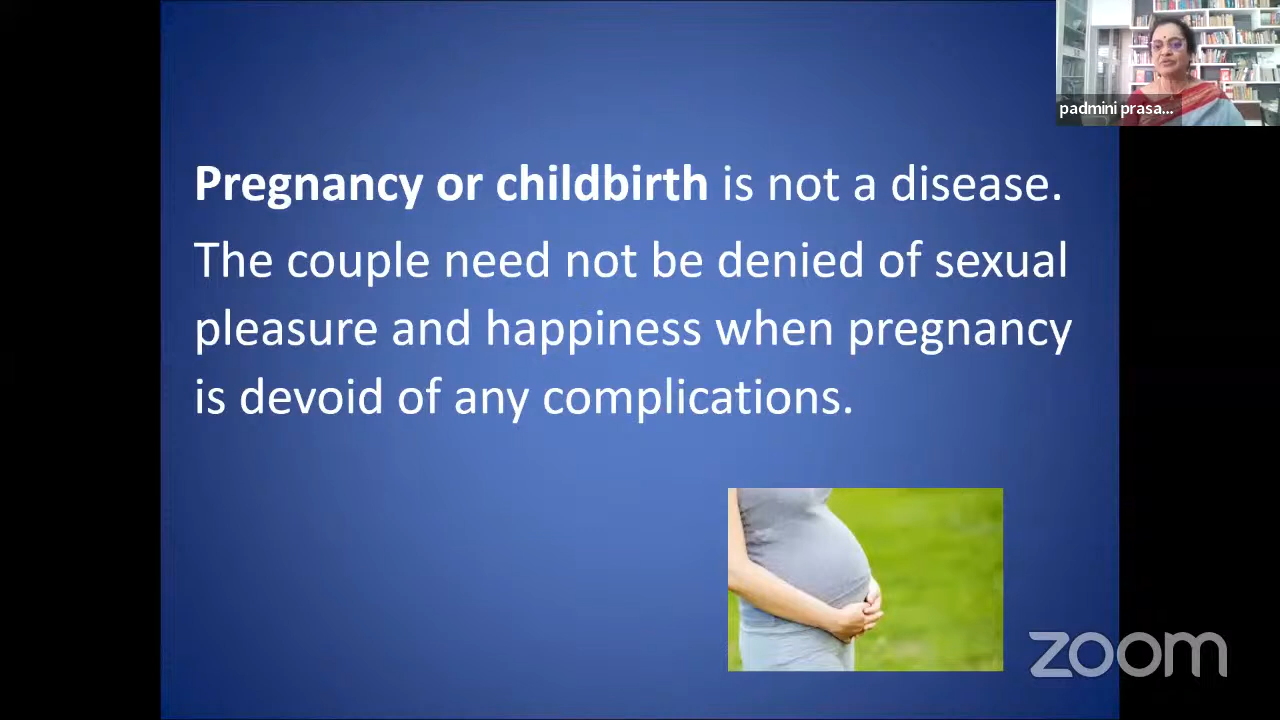 padmini prasa...
Pregnancy or childbirth is not a disease.
The couple need not be denied of sexual
pleasure and happiness when pregnancy
is devoid of any complications.
zoom